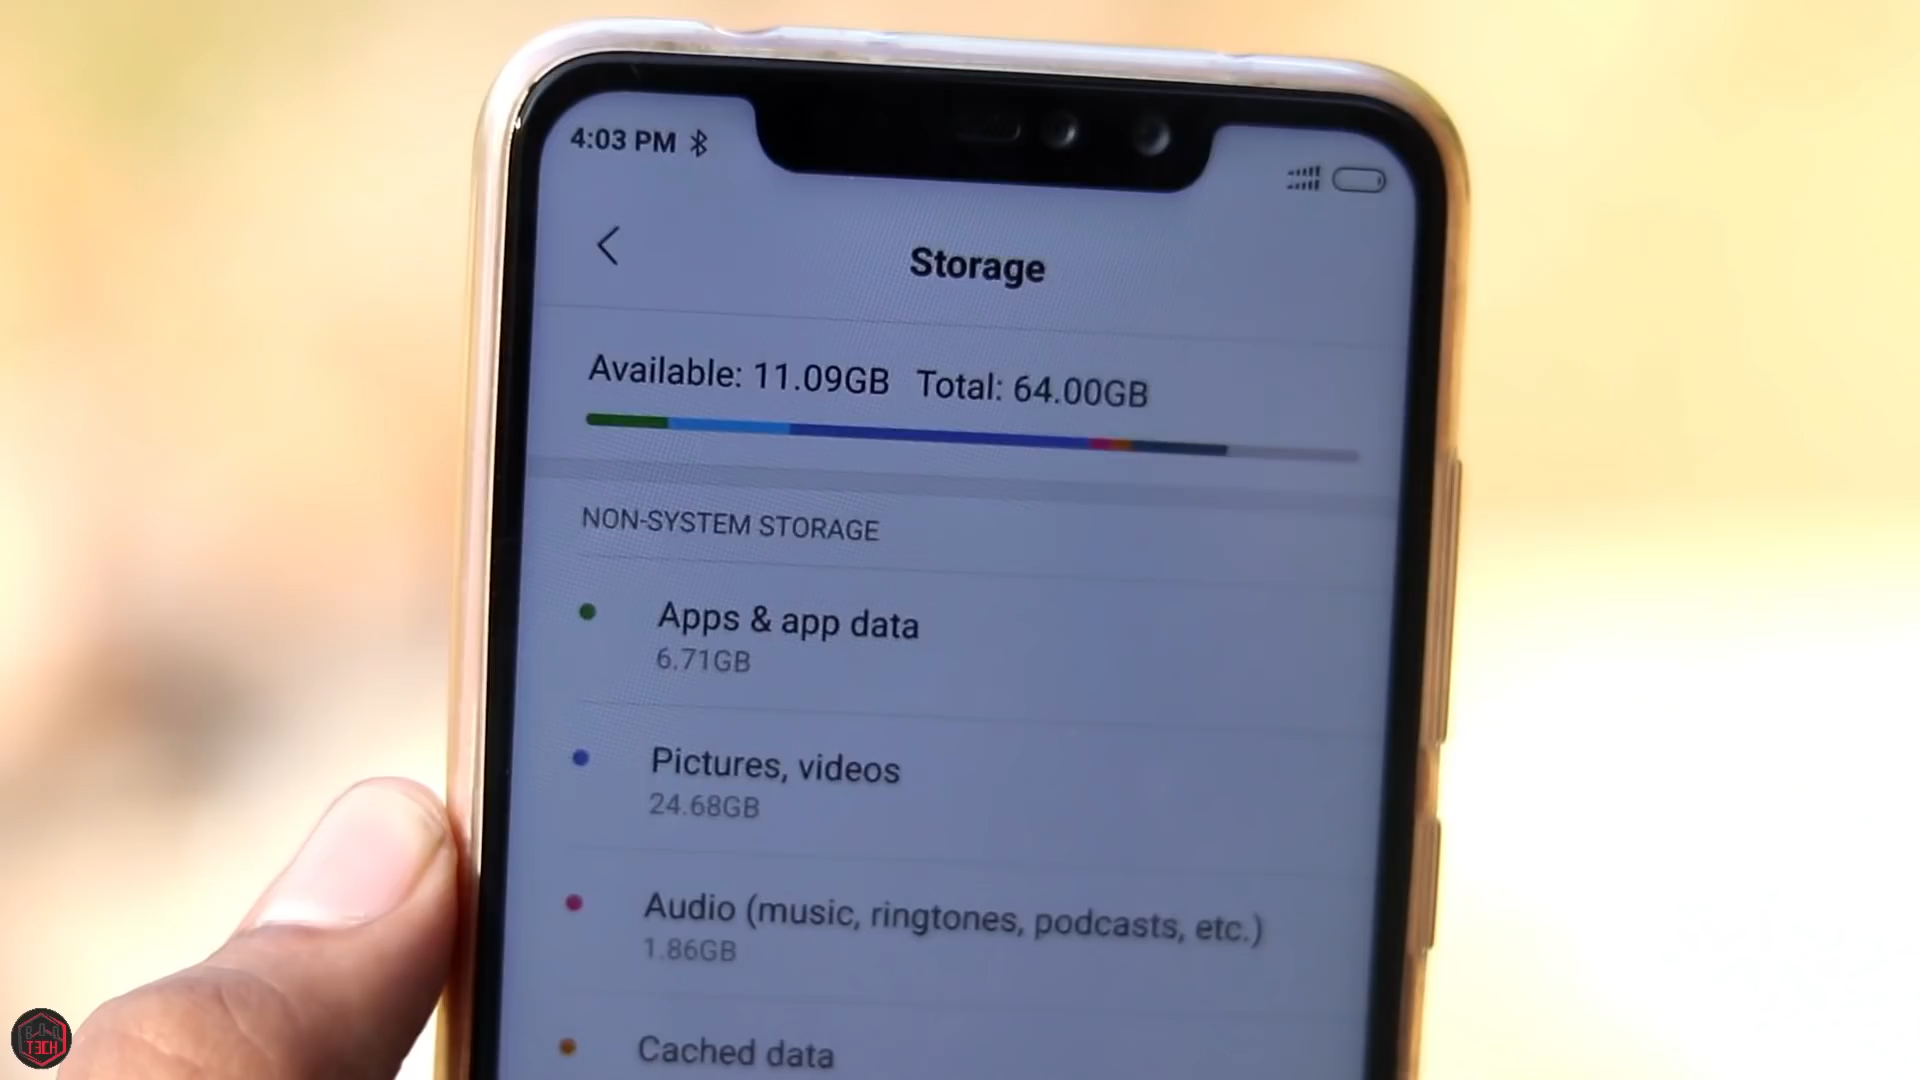 4:03 PM
Storage
Available: 11.09GB Total: 64.00GB
NON-SYSTEM STORAGE
Apps & app data
6.71GB
Pictures, videos
24.68GB
Audio (music, ringtones, podcasts, etc.)
1.86GB
Cached data
TECH